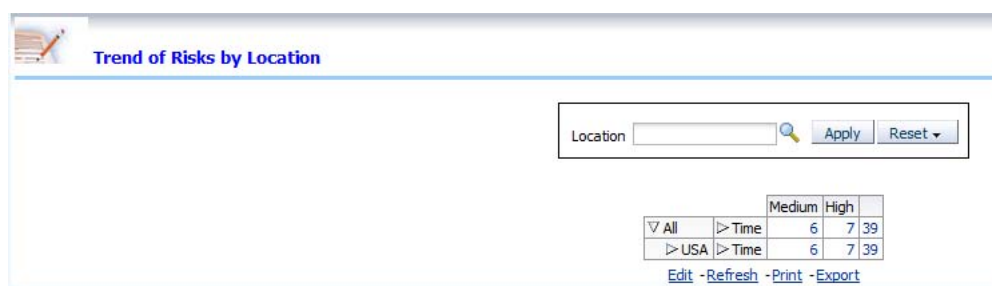 Trend of Risks by Location
Location Apply Reset
Medium High
All Time 6 7 39
USA Time 6 7 39
Edit - Refresh - Print - Export